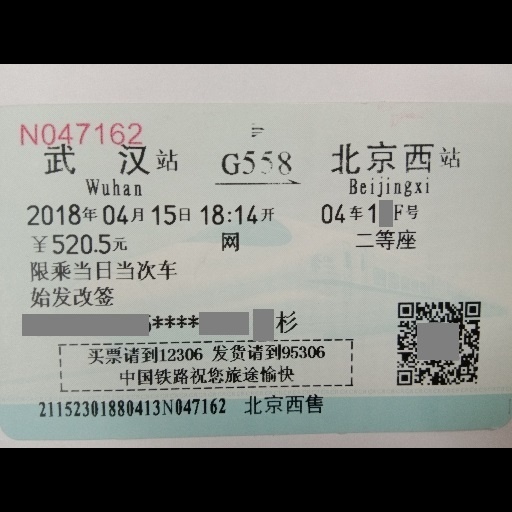 N047162
武汉站 G558 北京西站
Wuhan Beijingxi
2018年04月15日18:14开 04车1 F号
￥520.5元 网 二等座
限乘当日当次车
始发改签
**** 杉
买票请到12306 发货请到95306
中国铁路祝您旅途愉快
21152301880413N047162 北京西售